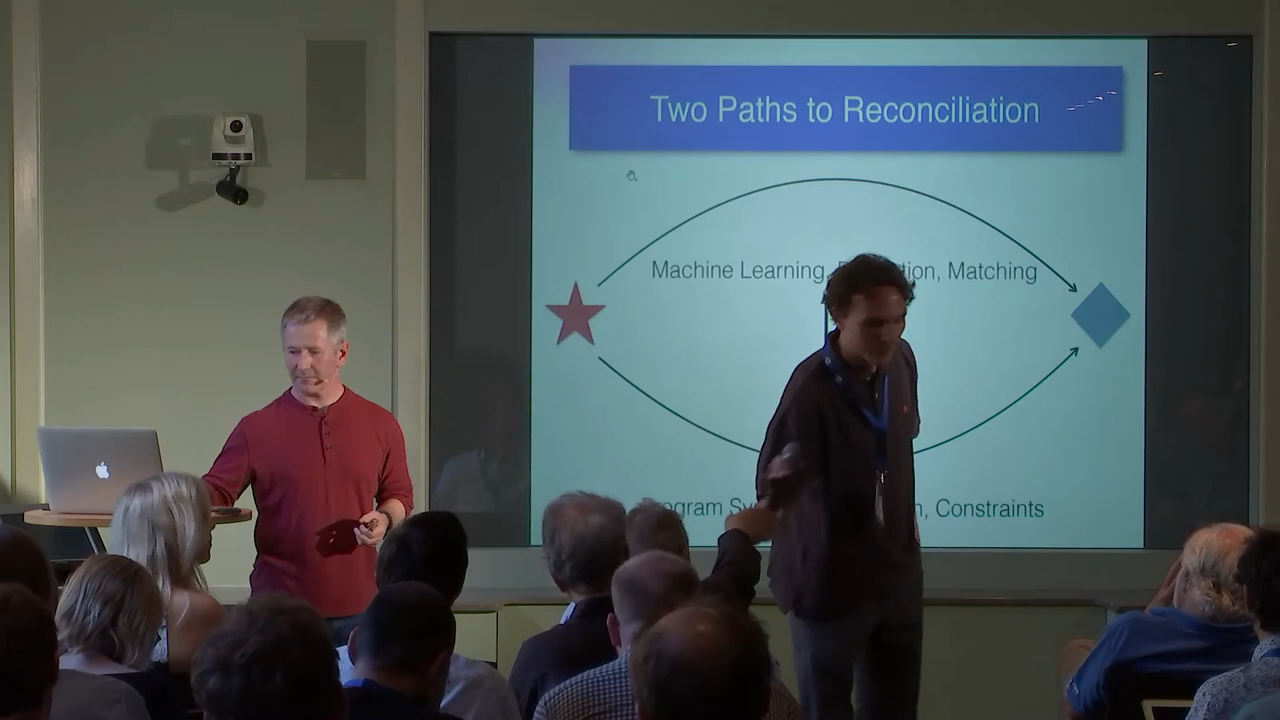 Two Paths to Reconciliation
Machine Learning, Matching
Constraints